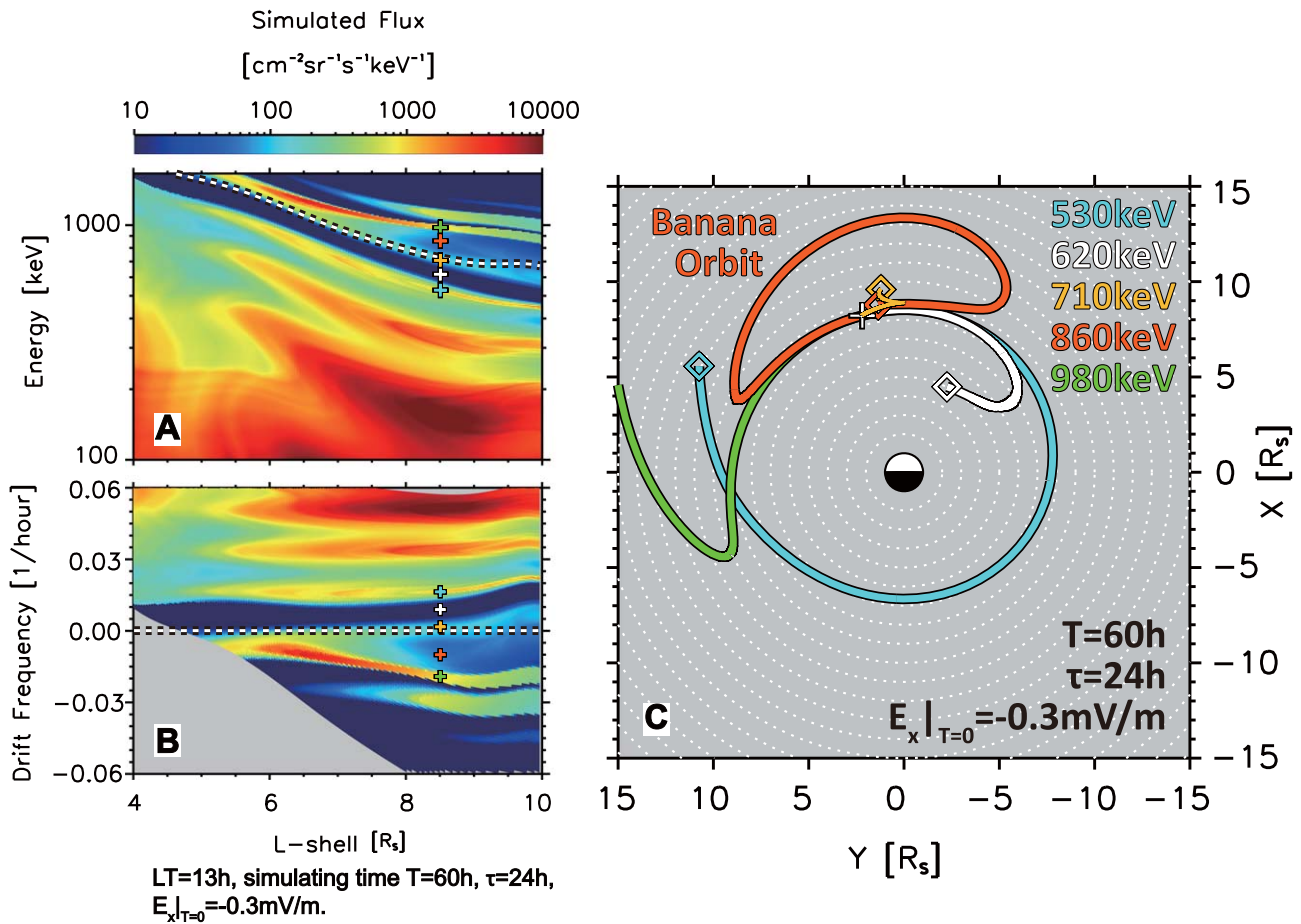 Simulated Flux
[cm⁻²sr⁻¹s⁻¹keV⁻¹]
10 100 1000 10000
1000
100
Energy [keV]
A
0.06
0.03
0.00
−0.03
−0.06
Drift Frequency [1/hour]
B
4 6 8 10
L−shell [Rₛ]
LT=13h, simulating time T=60h, τ=24h,
Eₓ|T=0=-0.3mV/m.
Banana
Orbit
530keV
620keV
710keV
860keV
980keV
T=60h
τ=24h
Eₓ|T=0=-0.3mV/m
C
15
10
5
0
−5
−10
−15
X [Rₛ]
15 10 5 0 −5 −10 −15
Y [Rₛ]